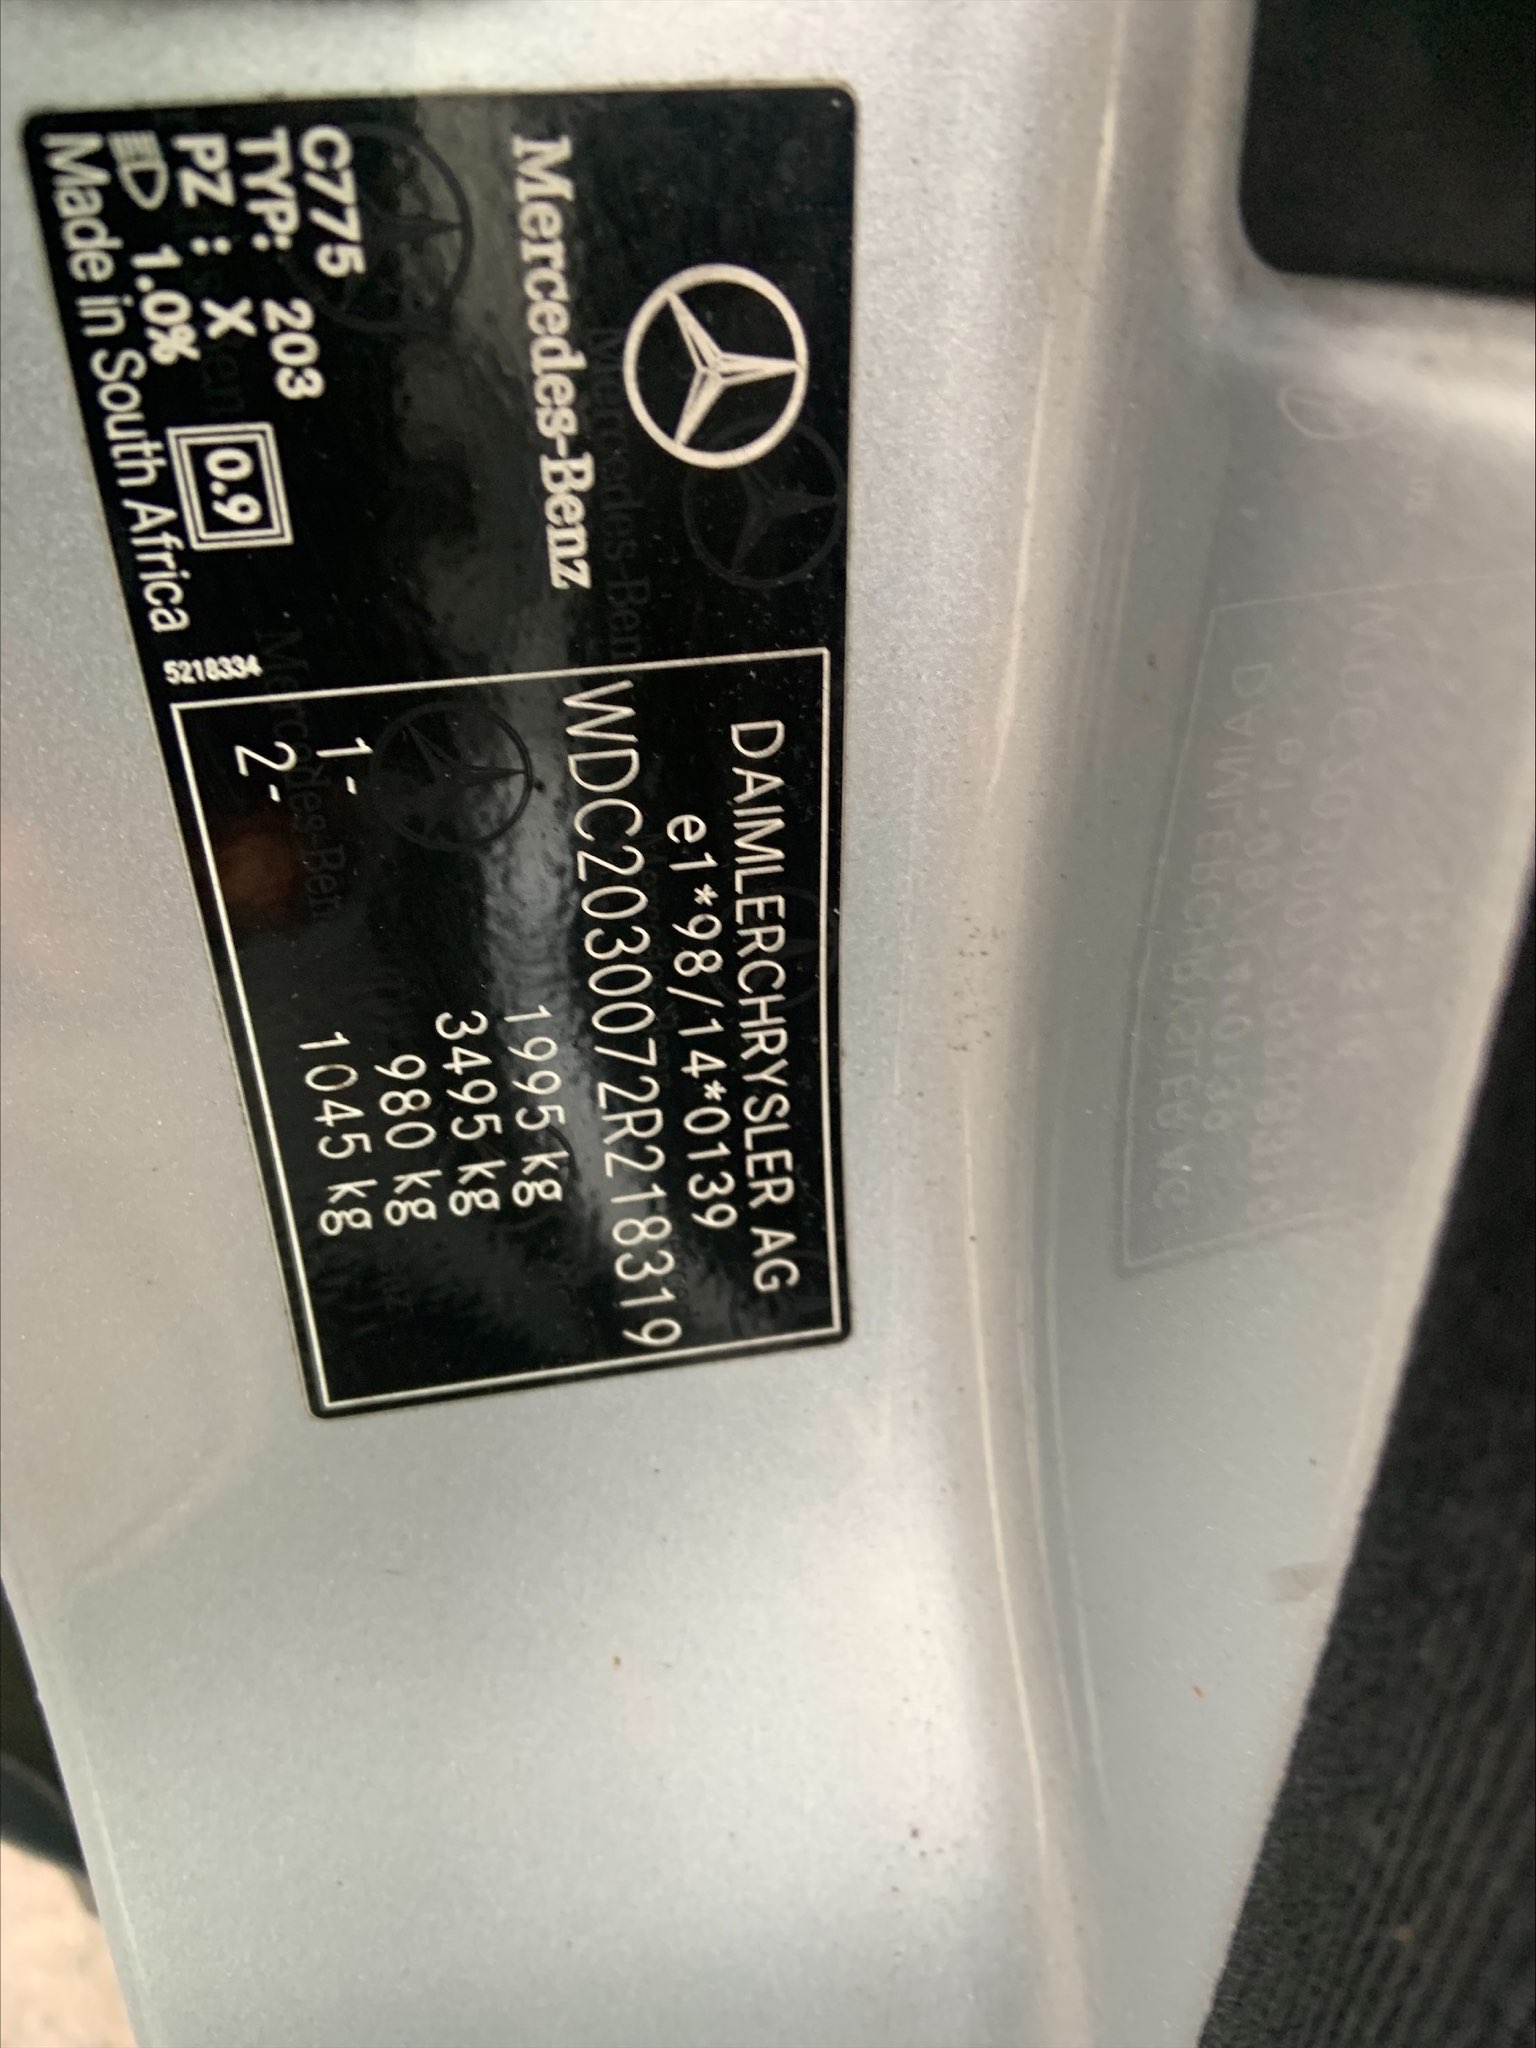 Mercedes-Benz
C775
TYP: 203
PZ : X
1.0%
0.9
Made in South Africa
5218334
DAIMLERCHRYSLER AG
e1*98/14*0139
WDC2030072R218319
1995 kg
3495 kg
1- 980 kg
2- 1045 kg